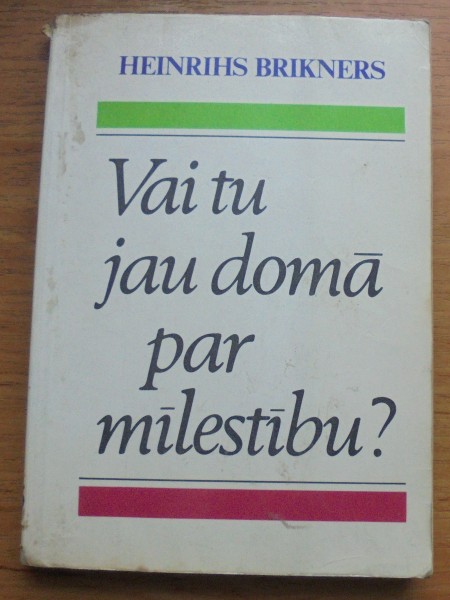 HEINRIHS BRIKNERS
Vai tu
jau domā
par
mīlestību?